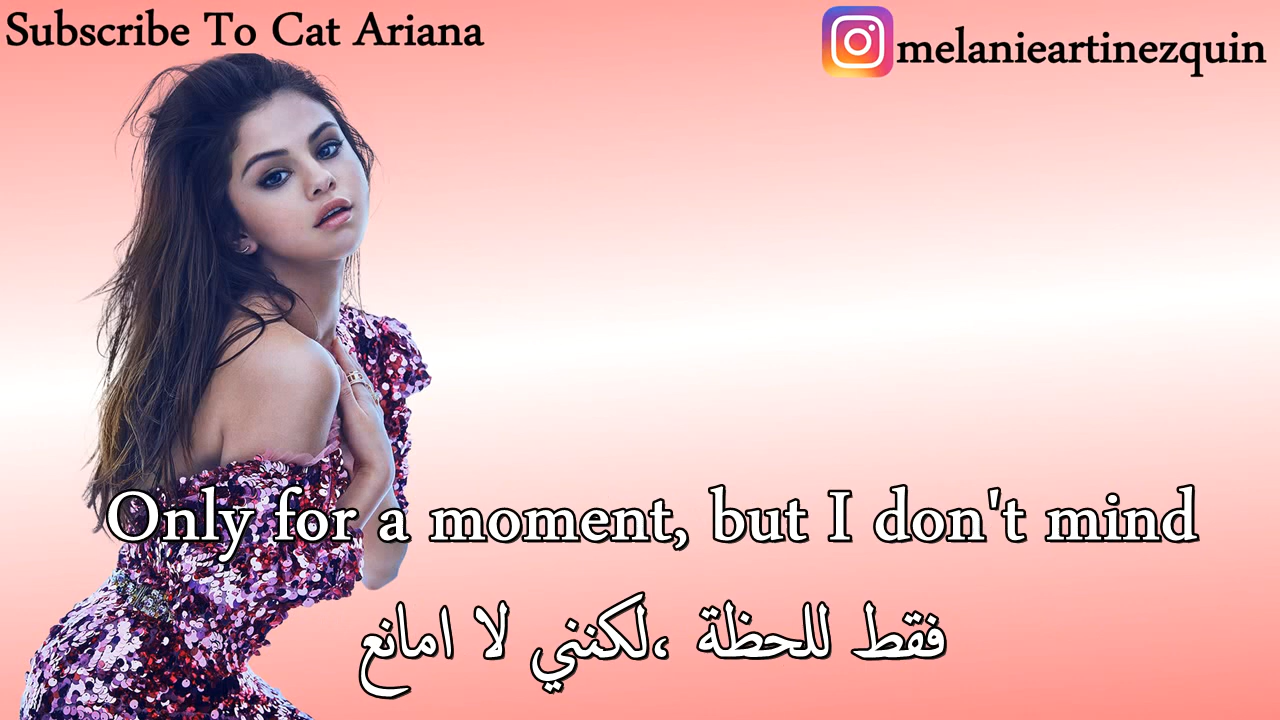 Subscribe To Cat Ariana
melanieartinezquin
Only for a moment, but I don't mind
فقط للحظة ،لكنني لا امانع